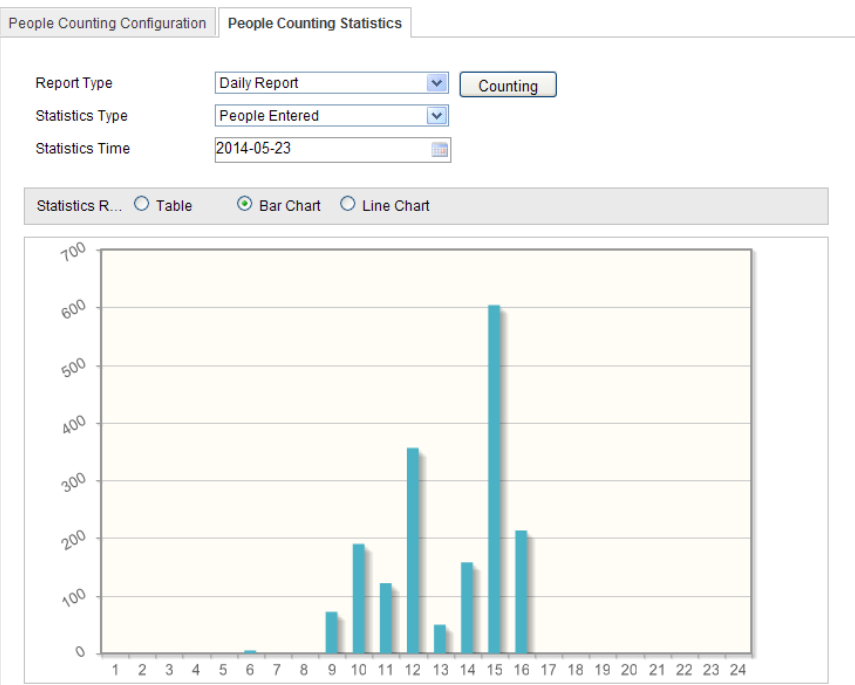 People Counting Configuration People Counting Statistics
Report Type Daily Report Counting
Statistics Type People Entered
Statistics Time 2014-05-23
Statistics R... Table Bar Chart Line Chart
700
600
500
400
300
200
100
0
1 2 3 4 5 6 7 8 9 10 11 12 13 14 15 16 17 18 19 20 21 22 23 24